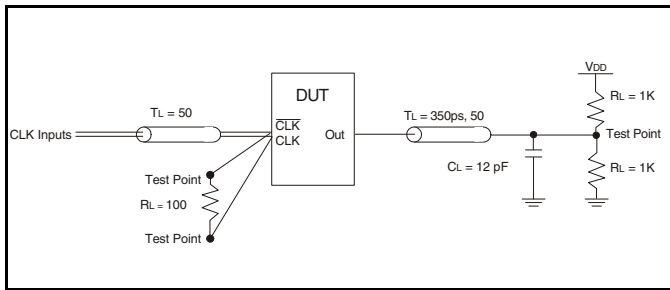 VDD
DUT
TL = 50
TL = 350ps, 50
RL = 1K
CLK Inputs
CLK
CLK
Out
Test Point
CL = 12 pF
RL = 1K
Test Point
RL = 100
Test Point